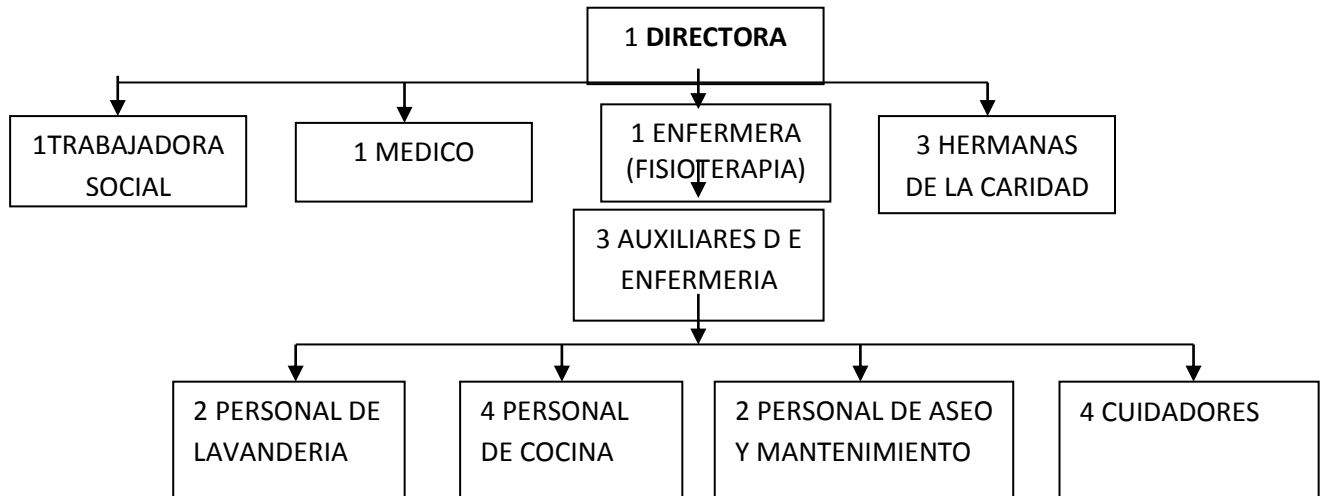 1 DIRECTORA
1TRABAJADORA
SOCIAL
1 MEDICO
1 ENFERMERA
(FISIOTERAPIA)
3 HERMANAS
DE LA CARIDAD
3 AUXILIARES D E
ENFERMERIA
2 PERSONAL DE
LAVANDERIA
4 PERSONAL
DE COCINA
2 PERSONAL DE ASEO
Y MANTENIMIENTO
4 CUIDADORES